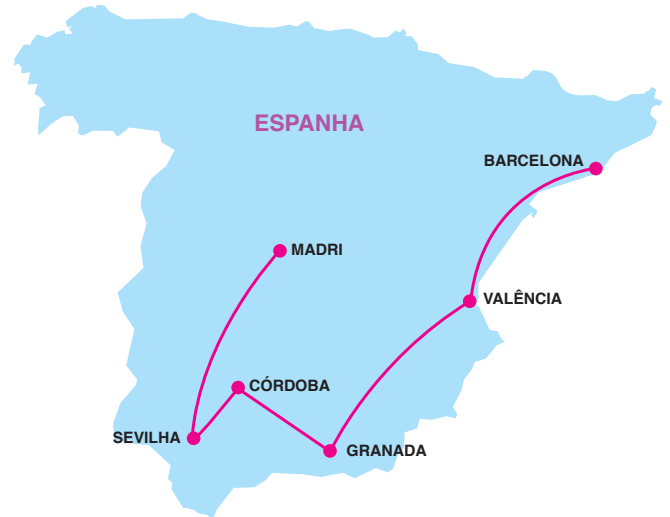 ESPANHA
BARCELONA
MADRI
VALÊNCIA
CÓRDOBA
SEVILHA
GRANADA